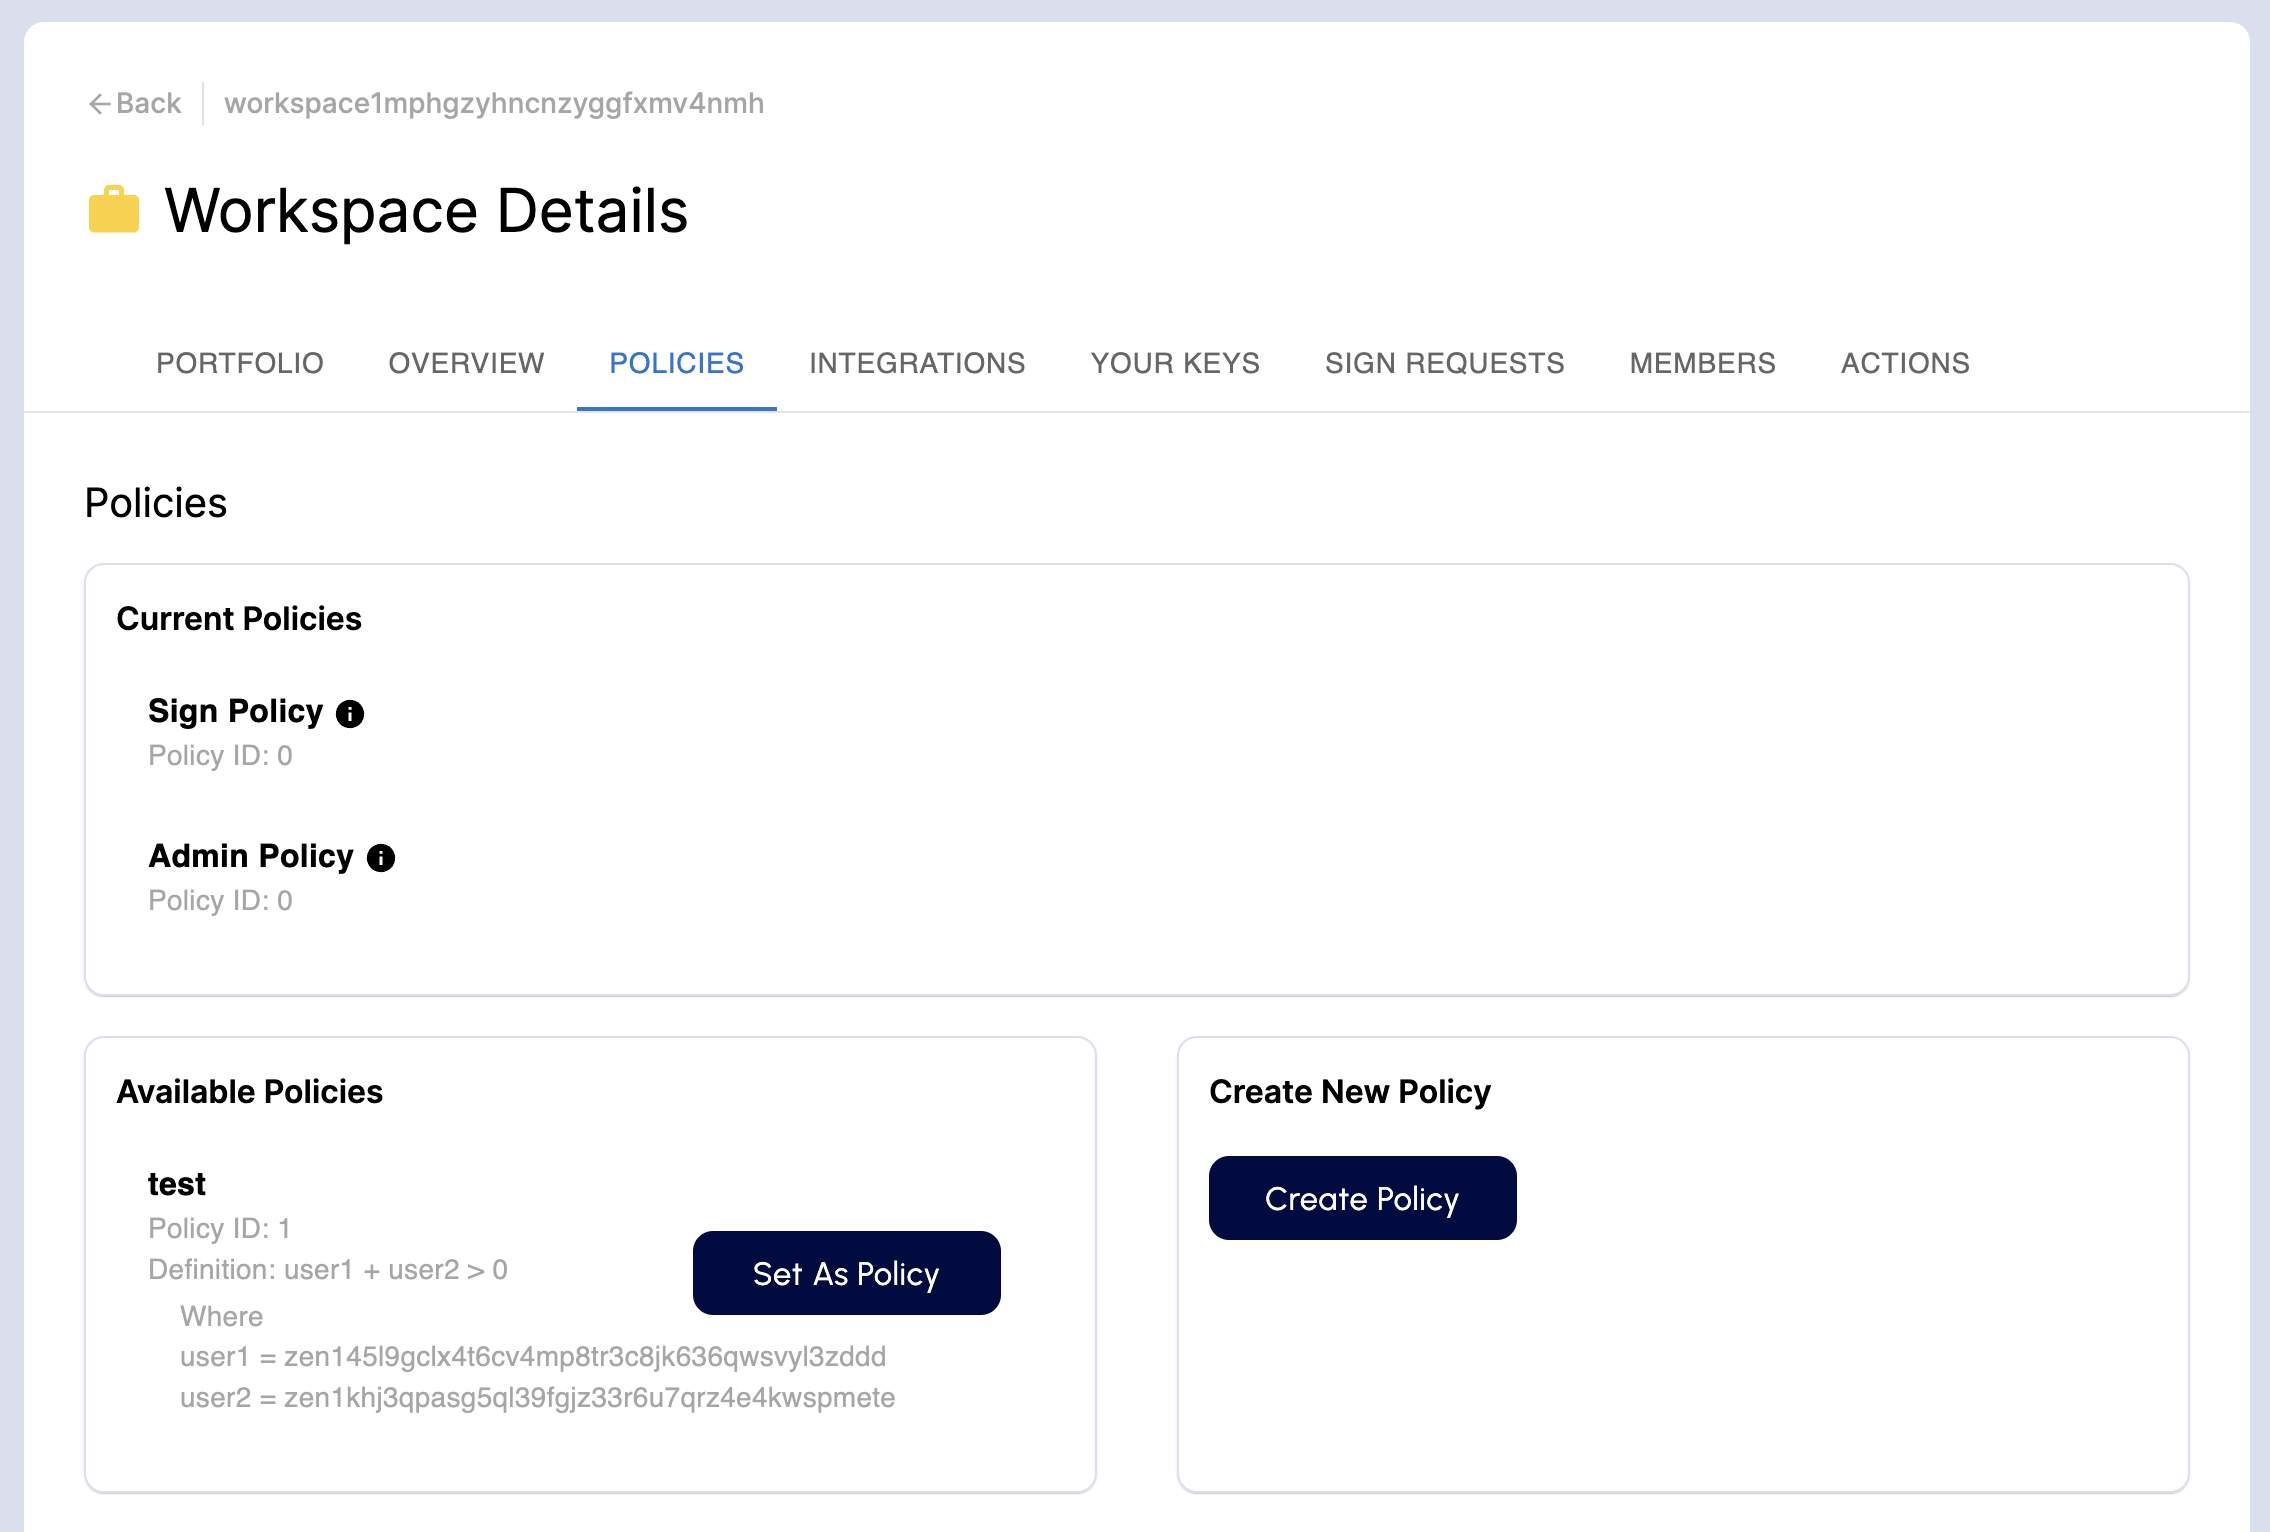 Back
workspace1mphgzyhncnzyggfxmv4nmh
Workspace Details
PORTFOLIO OVERVIEW POLICIES INTEGRATIONS YOUR KEYS SIGN REQUESTS MEMBERS ACTIONS
Policies
Current Policies
Sign Policy
Policy ID: 0
Admin Policy
Policy ID: 0
Available Policies
test
Policy ID: 1
Definition: user1 + user2 > 0
Where
user1 = zen145l9gclx4t6cv4mp8tr3c8jk636qwsvyl3zddd
user2 = zen1khj3qpasg5ql39fgjz33r6u7qrz4e4kwspmete
Set As Policy
Create New Policy
Create Policy